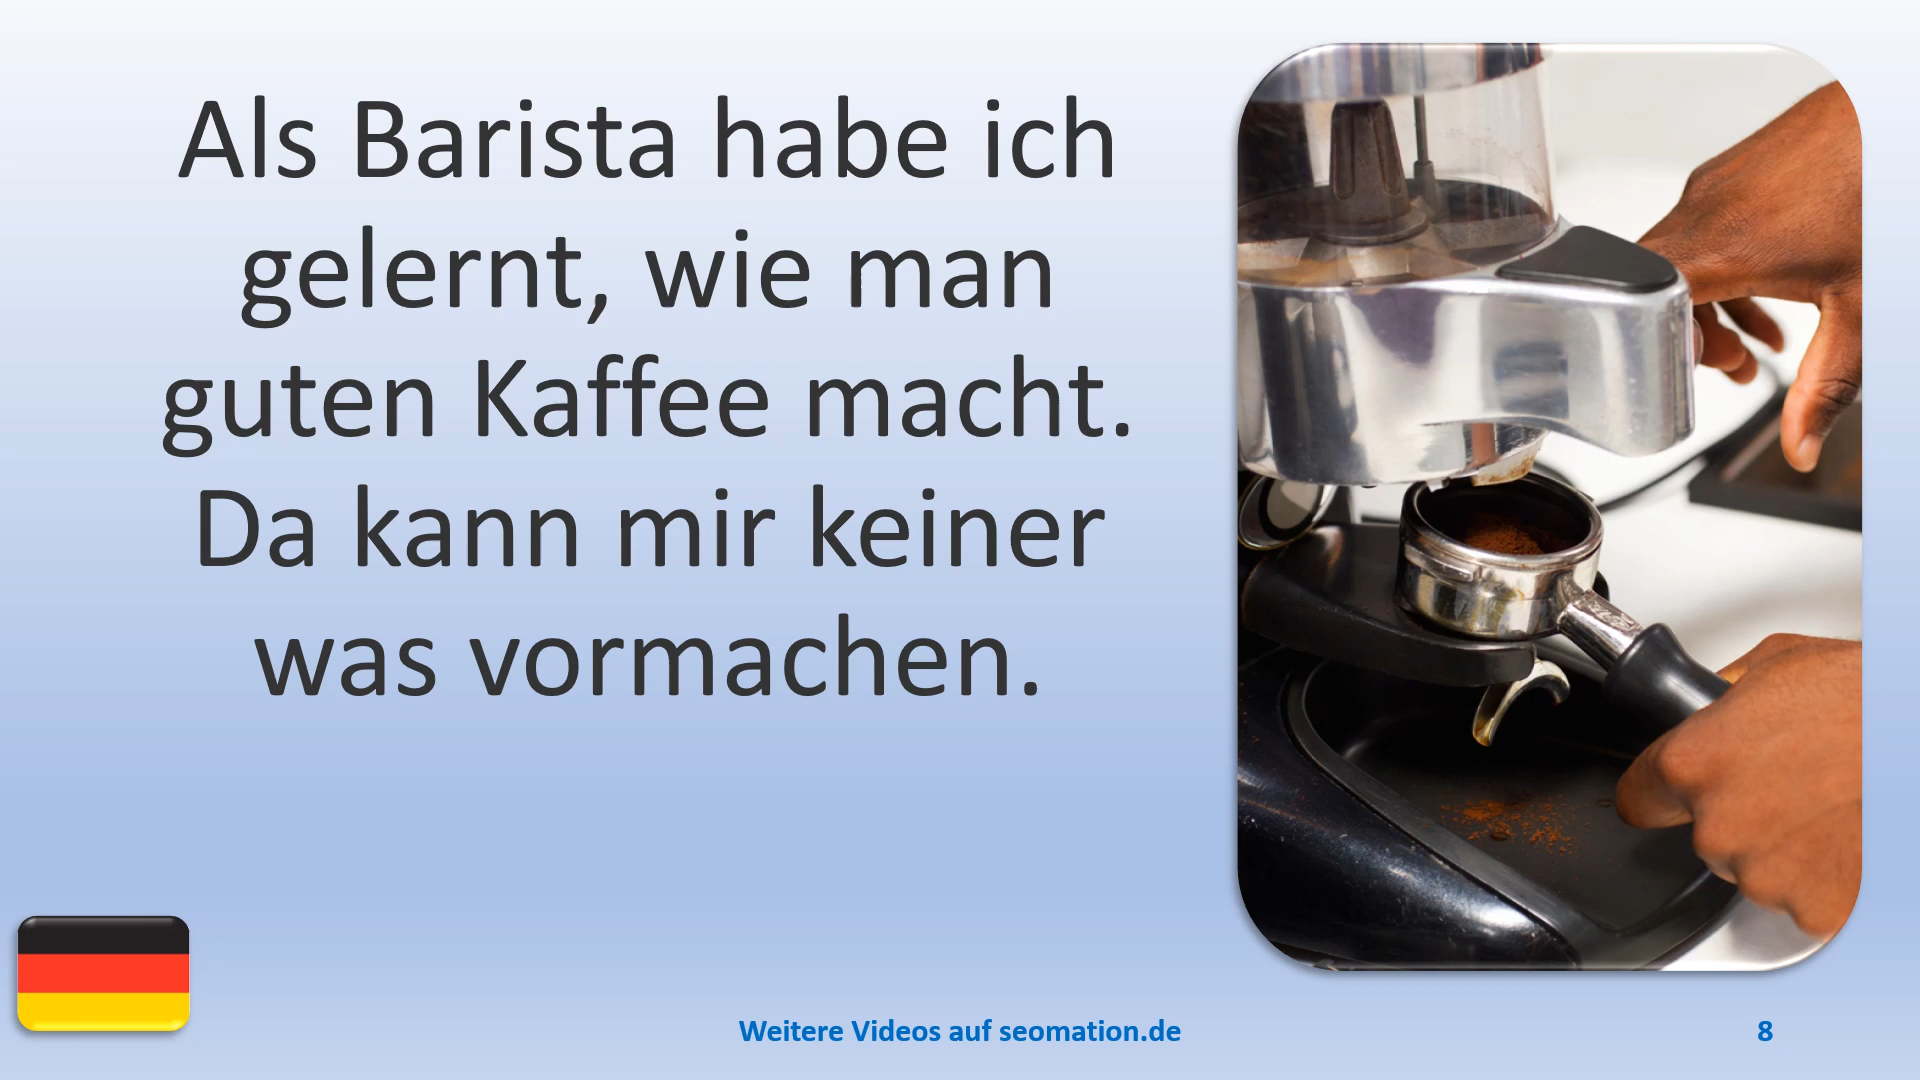 Als Barista habe ich
gelernt, wie man
guten Kaffee macht.
Da kann mir keiner
was vormachen.
Weitere Videos auf seomation.de
8